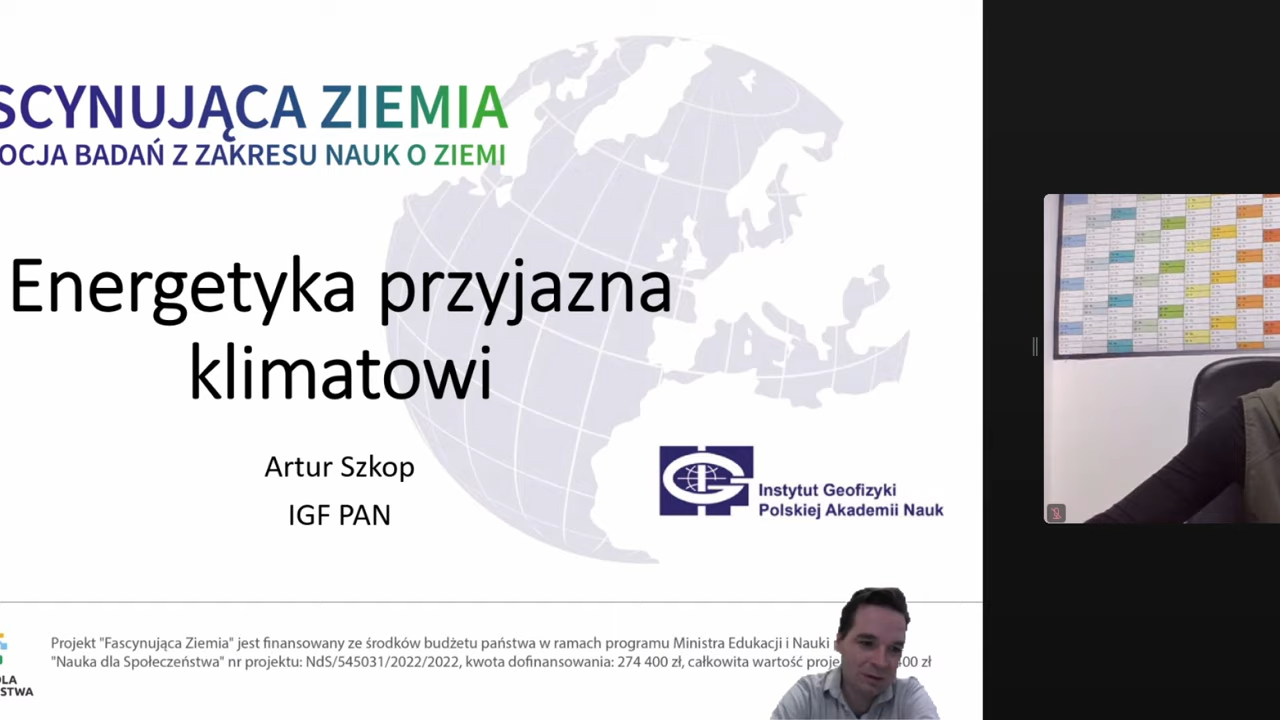 SCYNUJĄCA ZIEMIA
OCJA BADAŃ Z ZAKRESU NAUK O ZIEMI
Energetyka przyjazna
klimatowi
Artur Szkop
IGF PAN
Instytut Geofizyki
Polskiej Akademii Nauk
Projekt "Fascynująca Ziemia" jest finansowany ze środków budżetu państwa w ramach programu Ministra Edukacji i Nauki
"Nauka dla Społeczeństwa" nr projektu: NdS/545031/2022/2022, kwota dofinansowania: 274 400 zł, całkowita wartość proje 00 zł